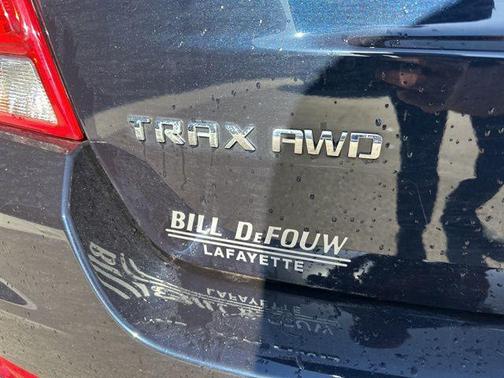 TRAX AWD
BILL DeFOUW
LAFAYETTE